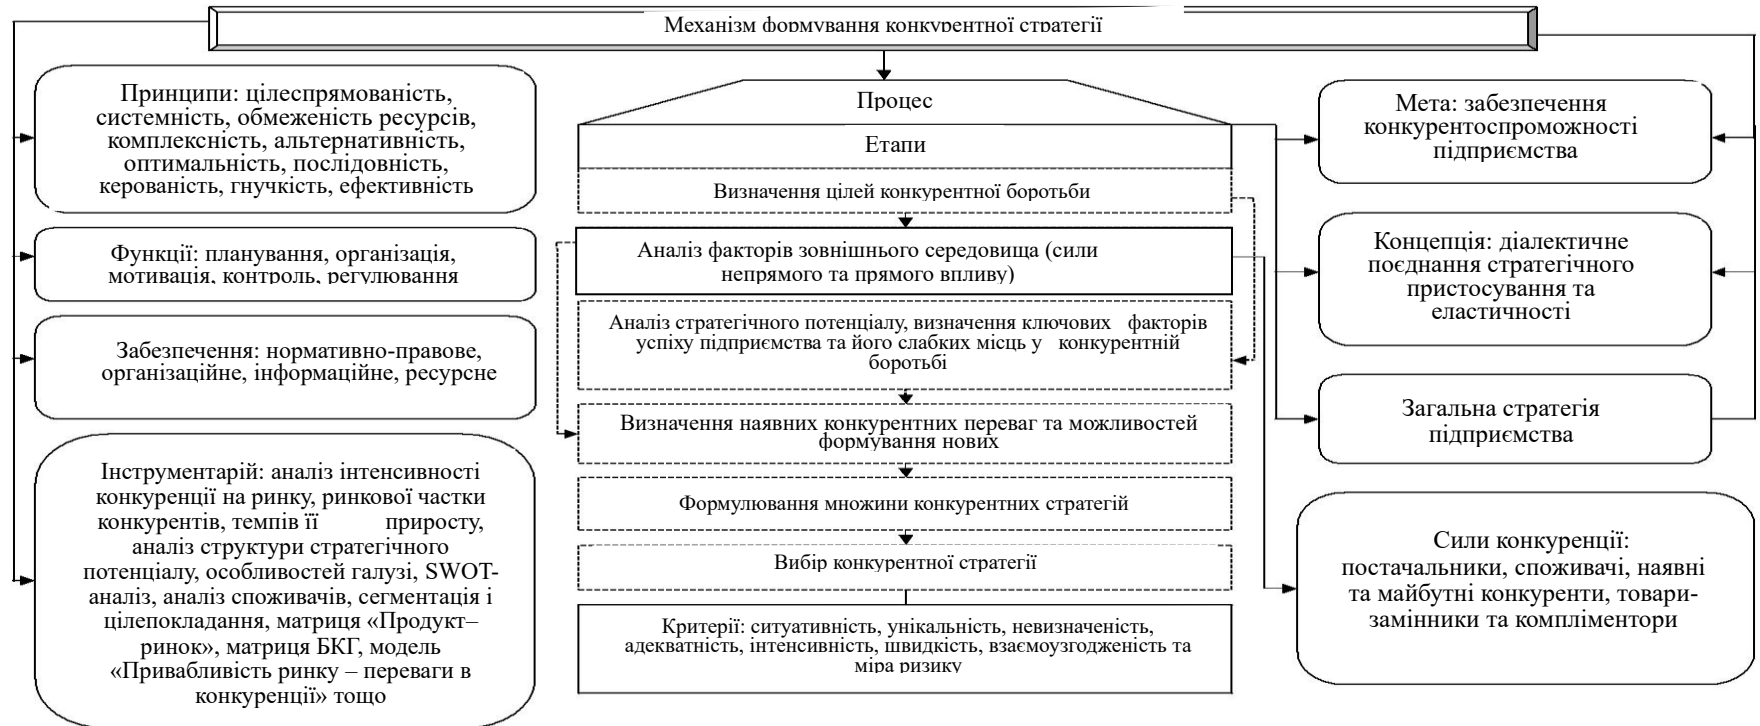 Механізм формування конкурентної стратегії
Принципи: цілеспрямованість,
системність, обмеженість ресурсів,
комплексність, альтернативність,
оптимальність, послідовність,
керованість, гнучкість, ефективність
Функції: планування, організація,
мотивація, контроль, регулювання
Забезпечення: нормативно-правове,
організаційне, інформаційне, ресурсне
Інструментарій: аналіз інтенсивності
конкуренції на ринку, ринкової частки
конкурентів, темпів її приросту,
аналіз структури стратегічного
потенціалу, особливостей галузі, SWOT-
аналіз, аналіз споживачів, сегментація і
цілепокладання, матриця «Продукт–
ринок», матриця БКГ, модель
«Привабливість ринку – переваги в
конкуренції» тощо
Процес
Етапи
Визначення цілей конкурентної боротьби
Аналіз факторів зовнішнього середовища (сили
непрямого та прямого впливу)
Аналіз стратегічного потенціалу, визначення ключових факторів
успіху підприємства та його слабких місць у конкурентній
боротьбі
Визначення наявних конкурентних переваг та можливостей
формування нових
Формулювання множини конкурентних стратегій
Вибір конкурентної стратегії
Критерії: ситуативність, унікальність, невизначеність,
адекватність, інтенсивність, швидкість, взаємоузгодженість та
міра ризику
Мета: забезпечення
конкурентоспроможності
підприємства
Концепція: діалектичне
поєднання стратегічного
пристосування та
еластичності
Загальна стратегія
підприємства
Сили конкуренції:
постачальники, споживачі, наявні
та майбутні конкуренти, товари-
замінники та компліментори